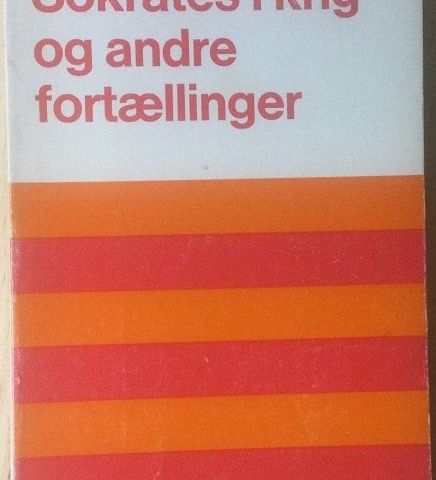 Sokrates i krig
og andre
fortællinger